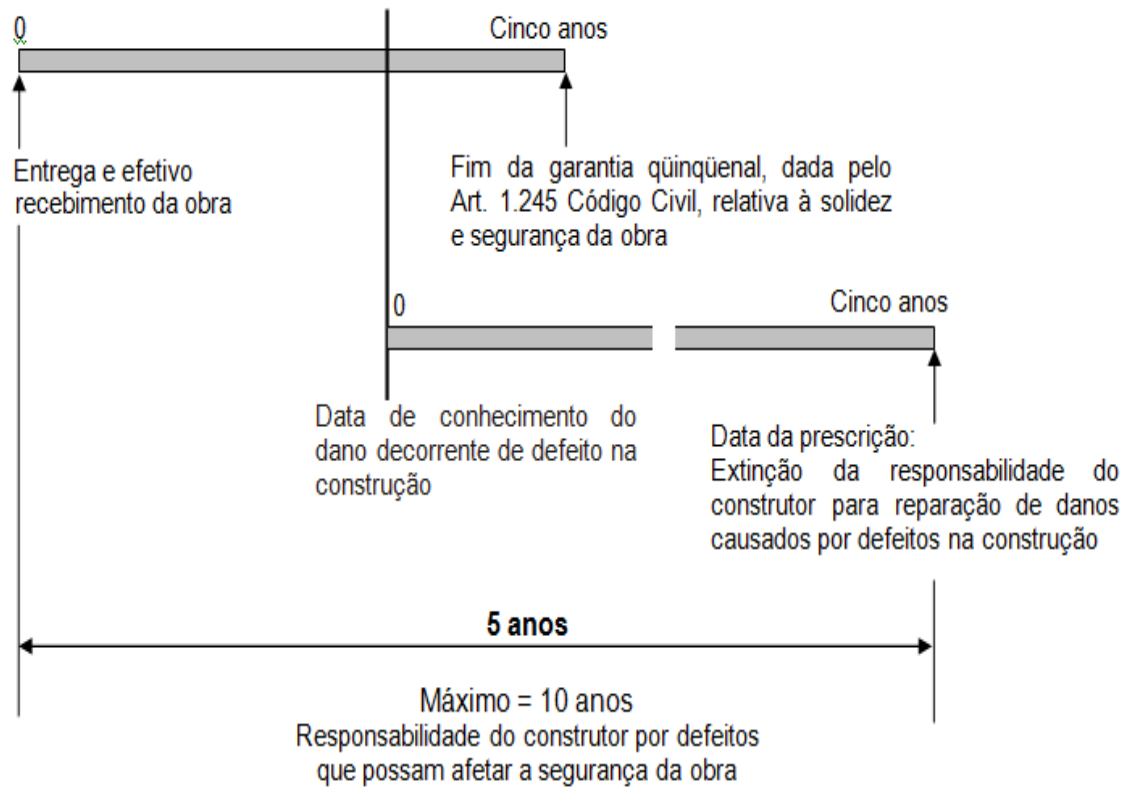 0
Cinco anos
Entrega e efetivo
recebimento da obra
Fim da garantia qüinqüenal, dada pelo
Art. 1.245 Código Civil, relativa à solidez
e segurança da obra
0
Cinco anos
Data de conhecimento do
dano decorrente de defeito na
construção
Data da prescrição:
Extinção da responsabilidade do
construtor para reparação de danos
causados por defeitos na construção
5 anos
Máximo = 10 anos
Responsabilidade do construtor por defeitos
que possam afetar a segurança da obra